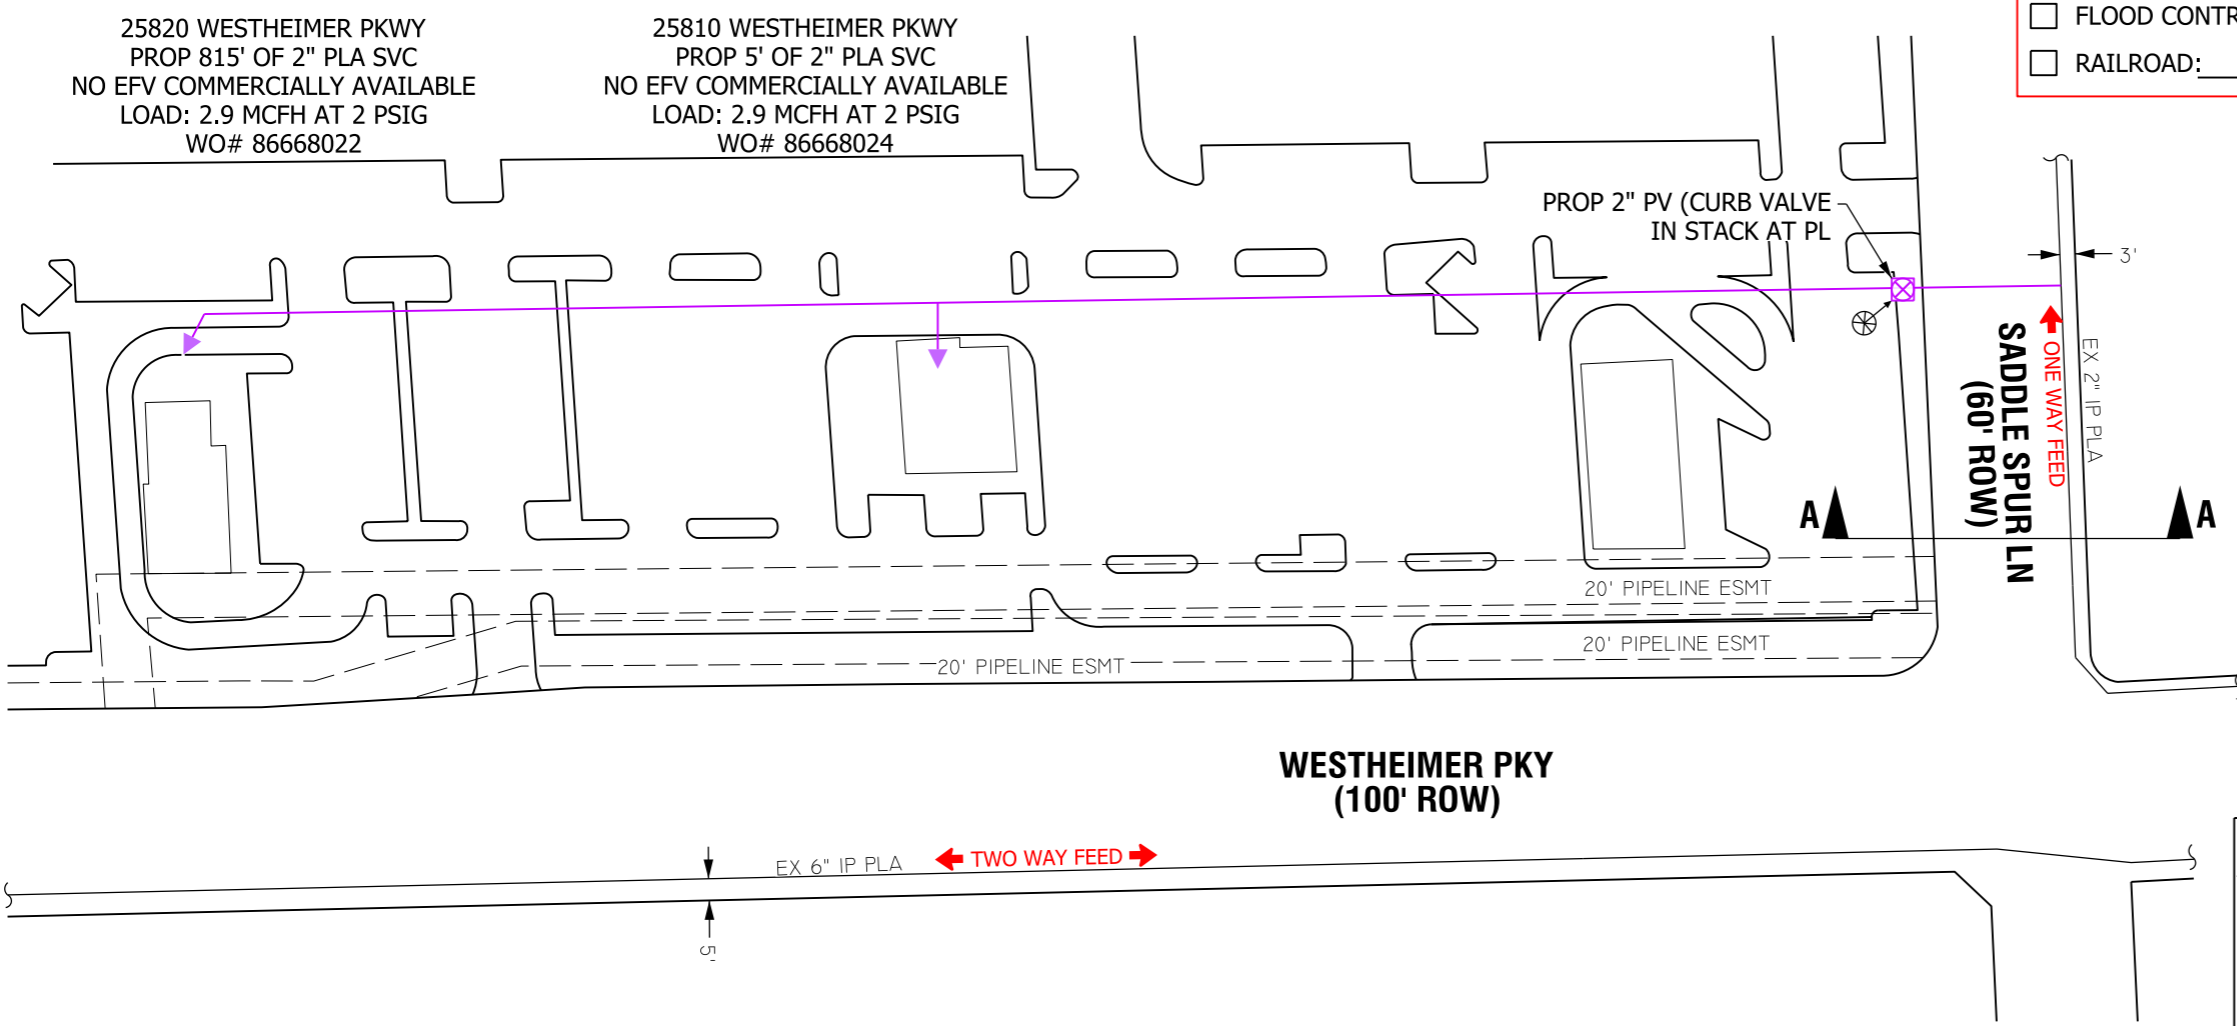 25820 WESTHEIMER PKWY
PROP 815' OF 2" PLA SVC
NO EFV COMMERCIALLY AVAILABLE
LOAD: 2.9 MCFH AT 2 PSIG
WO# 86668022
25810 WESTHEIMER PKWY
PROP 5' OF 2" PLA SVC
NO EFV COMMERCIALLY AVAILABLE
LOAD: 2.9 MCFH AT 2 PSIG
WO# 86668024
FLOOD CONTR
RAILROAD:
PROP 2" PV (CURB VALVE
IN STACK AT PL
3'
SADDLE SPUR LN
(60' ROW)
ONE WAY FEED
EX 2" IP PLA
A
A
20' PIPELINE ESMT
20' PIPELINE ESMT
20' PIPELINE ESMT
WESTHEIMER PKY
(100' ROW)
EX 6" IP PLA
TWO WAY FEED
5'